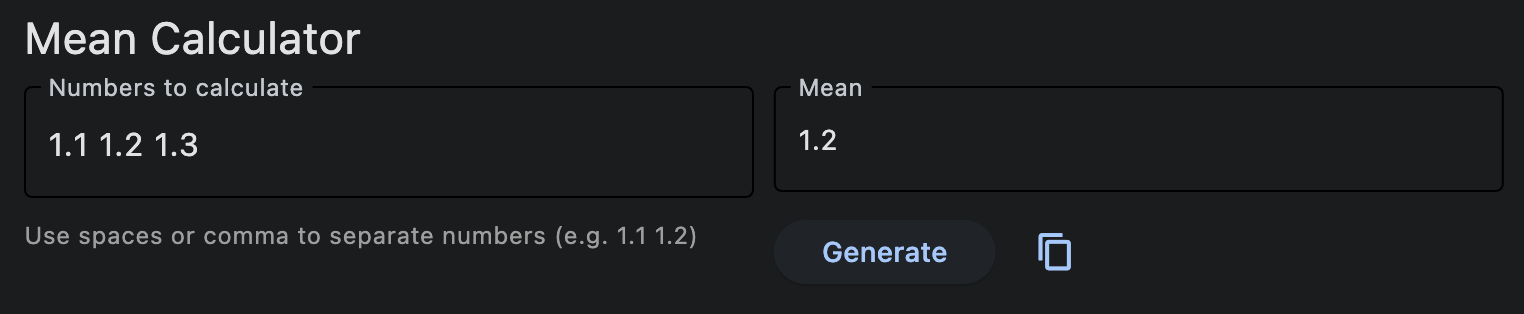 Mean Calculator
Numbers to calculate
1.1 1.2 1.3
Use spaces or comma to separate numbers (e.g. 1.1 1.2)
Mean
1.2
Generate